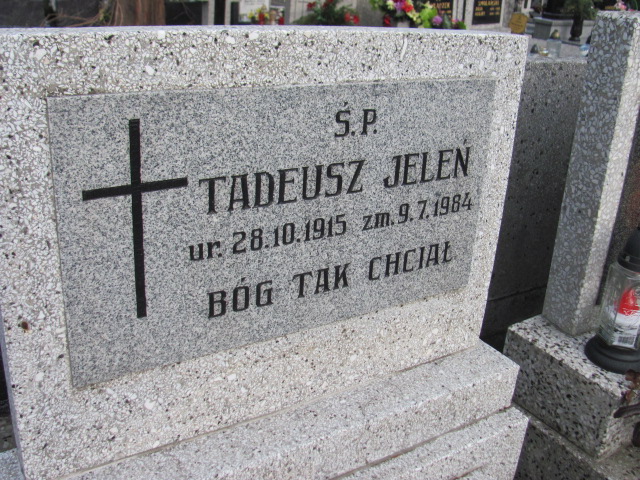 Ś.P.
TADEUSZ JELEŃ
ur. 28.10.1915 zm. 9.7.1984
BÓG TAK CHCIAŁ